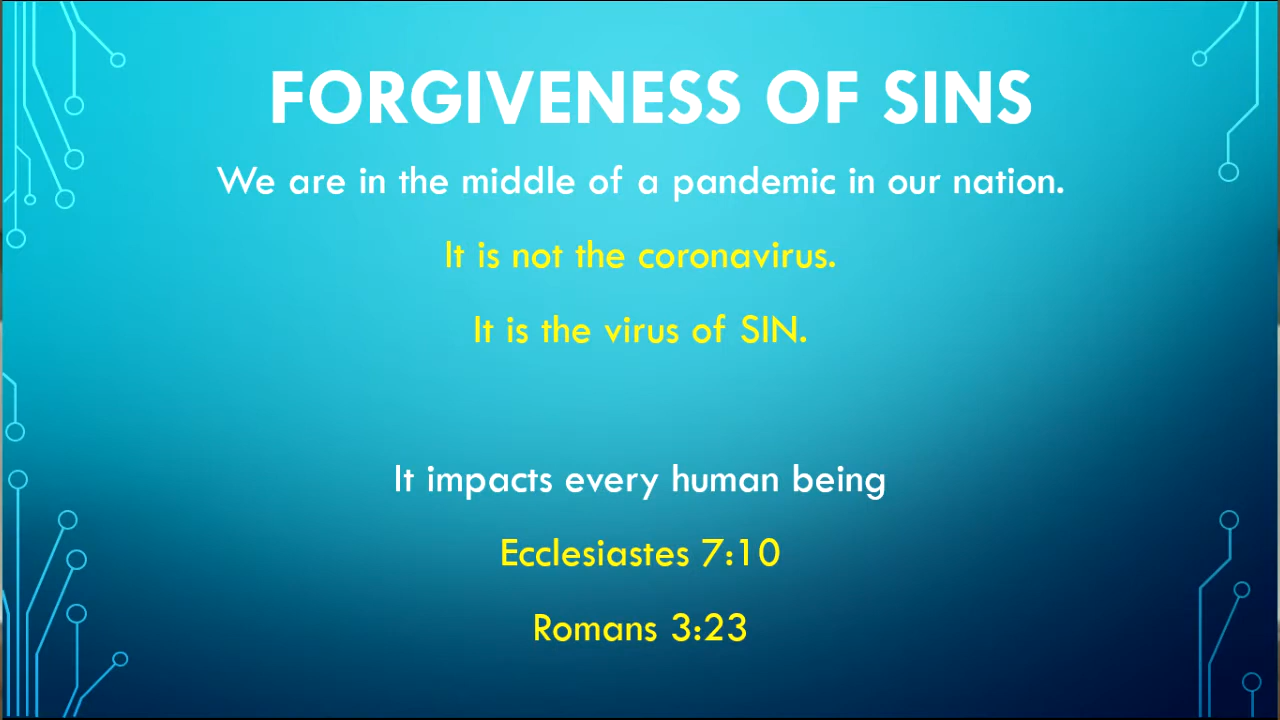 FORGIVENESS OF SINS
We are in the middle of a pandemic in our nation.
It is not the coronavirus.
It is the virus of SIN.
It impacts every human being
Ecclesiastes 7:10
Romans 3:23